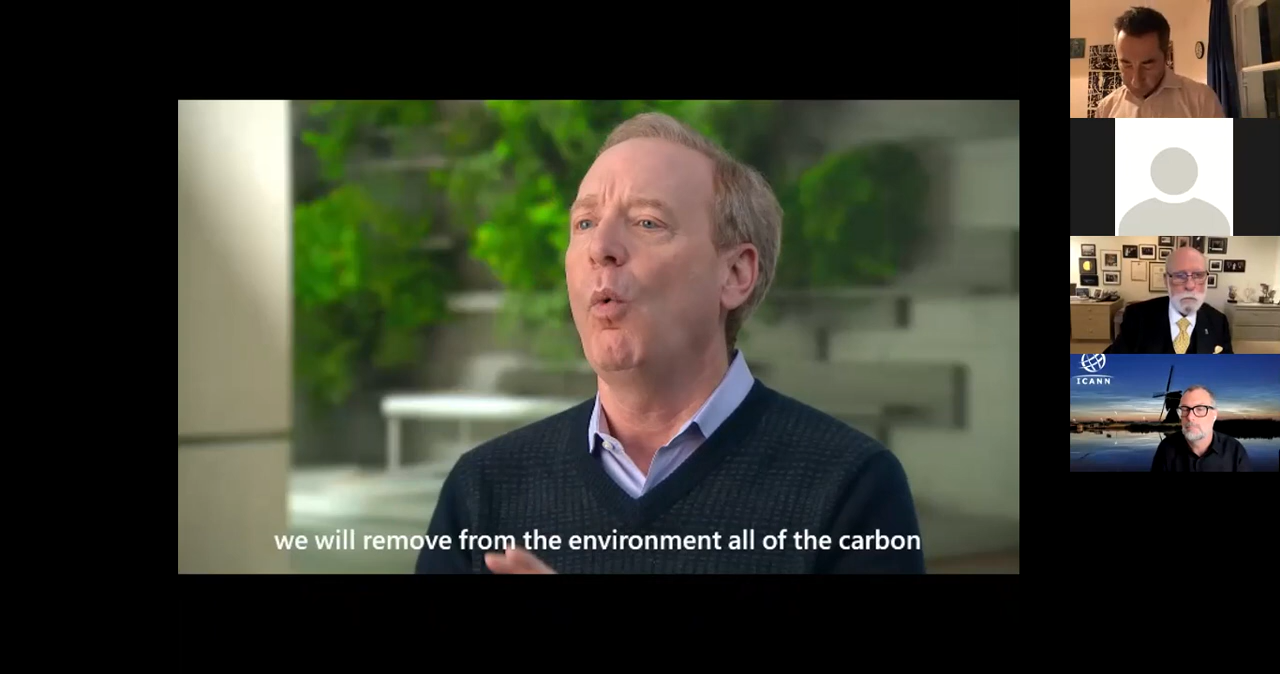 we will remove from the environment all of the carbon
ICANN